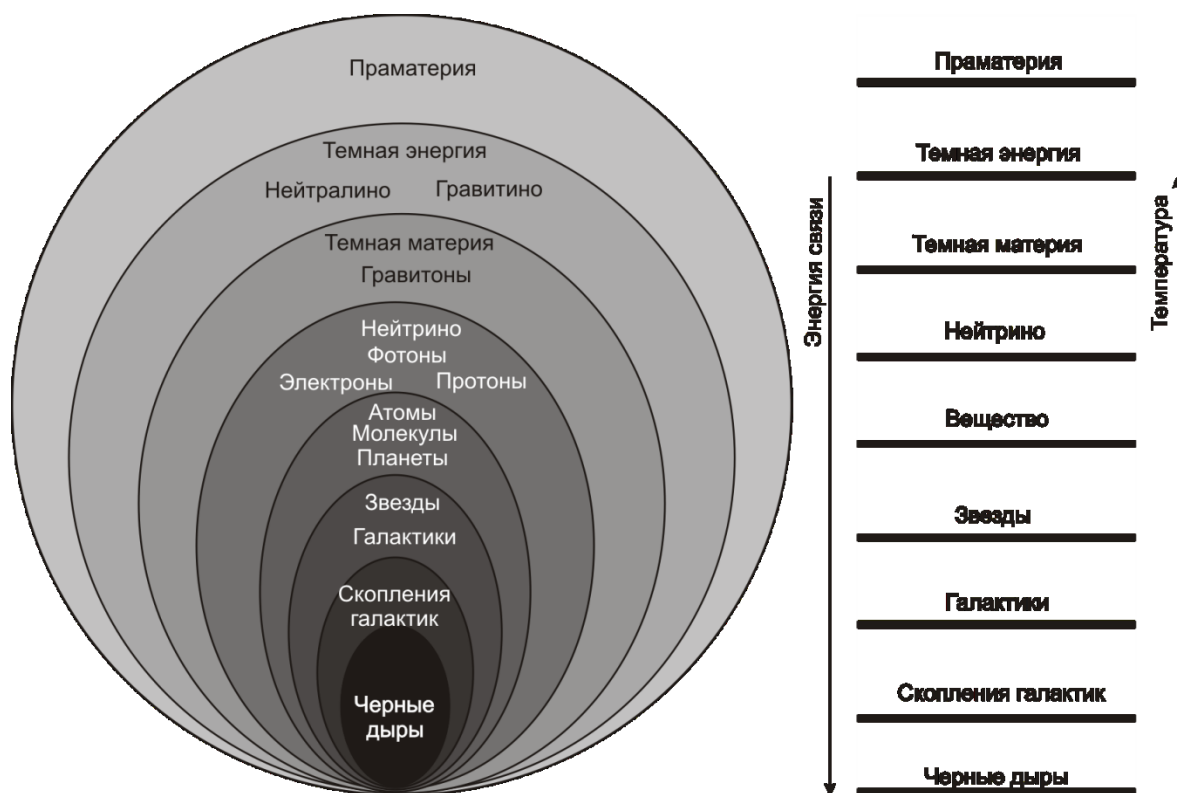 Праматерия
Темная энергия
Нейтралино Гравитино
Темная материя
Гравитоны
Нейтрино
Фотоны
Электроны Протоны
Атомы
Молекулы
Планеты
Звезды
Галактики
Скопления
галактик
Черные
дыры
Энергия связи
Праматерия
Темная энергия
Темная материя
Нейтрино
Вещество
Звезды
Галактики
Скопления галактик
Черные дыры
Температура